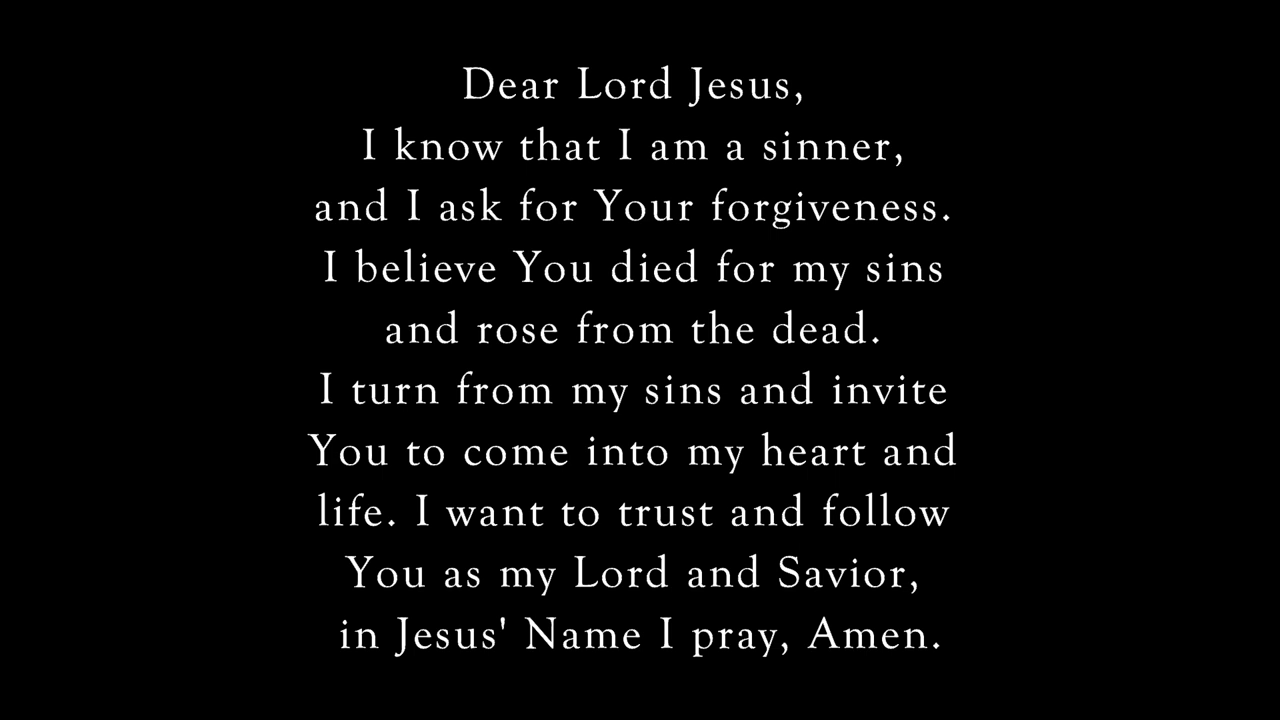 Dear Lord Jesus,
I know that I am a sinner,
and I ask for Your forgiveness.
I believe You died for my sins
and rose from the dead.
I turn from my sins and invite
You to come into my heart and
life. I want to trust and follow
You as my Lord and Savior,
in Jesus' Name I pray, Amen.